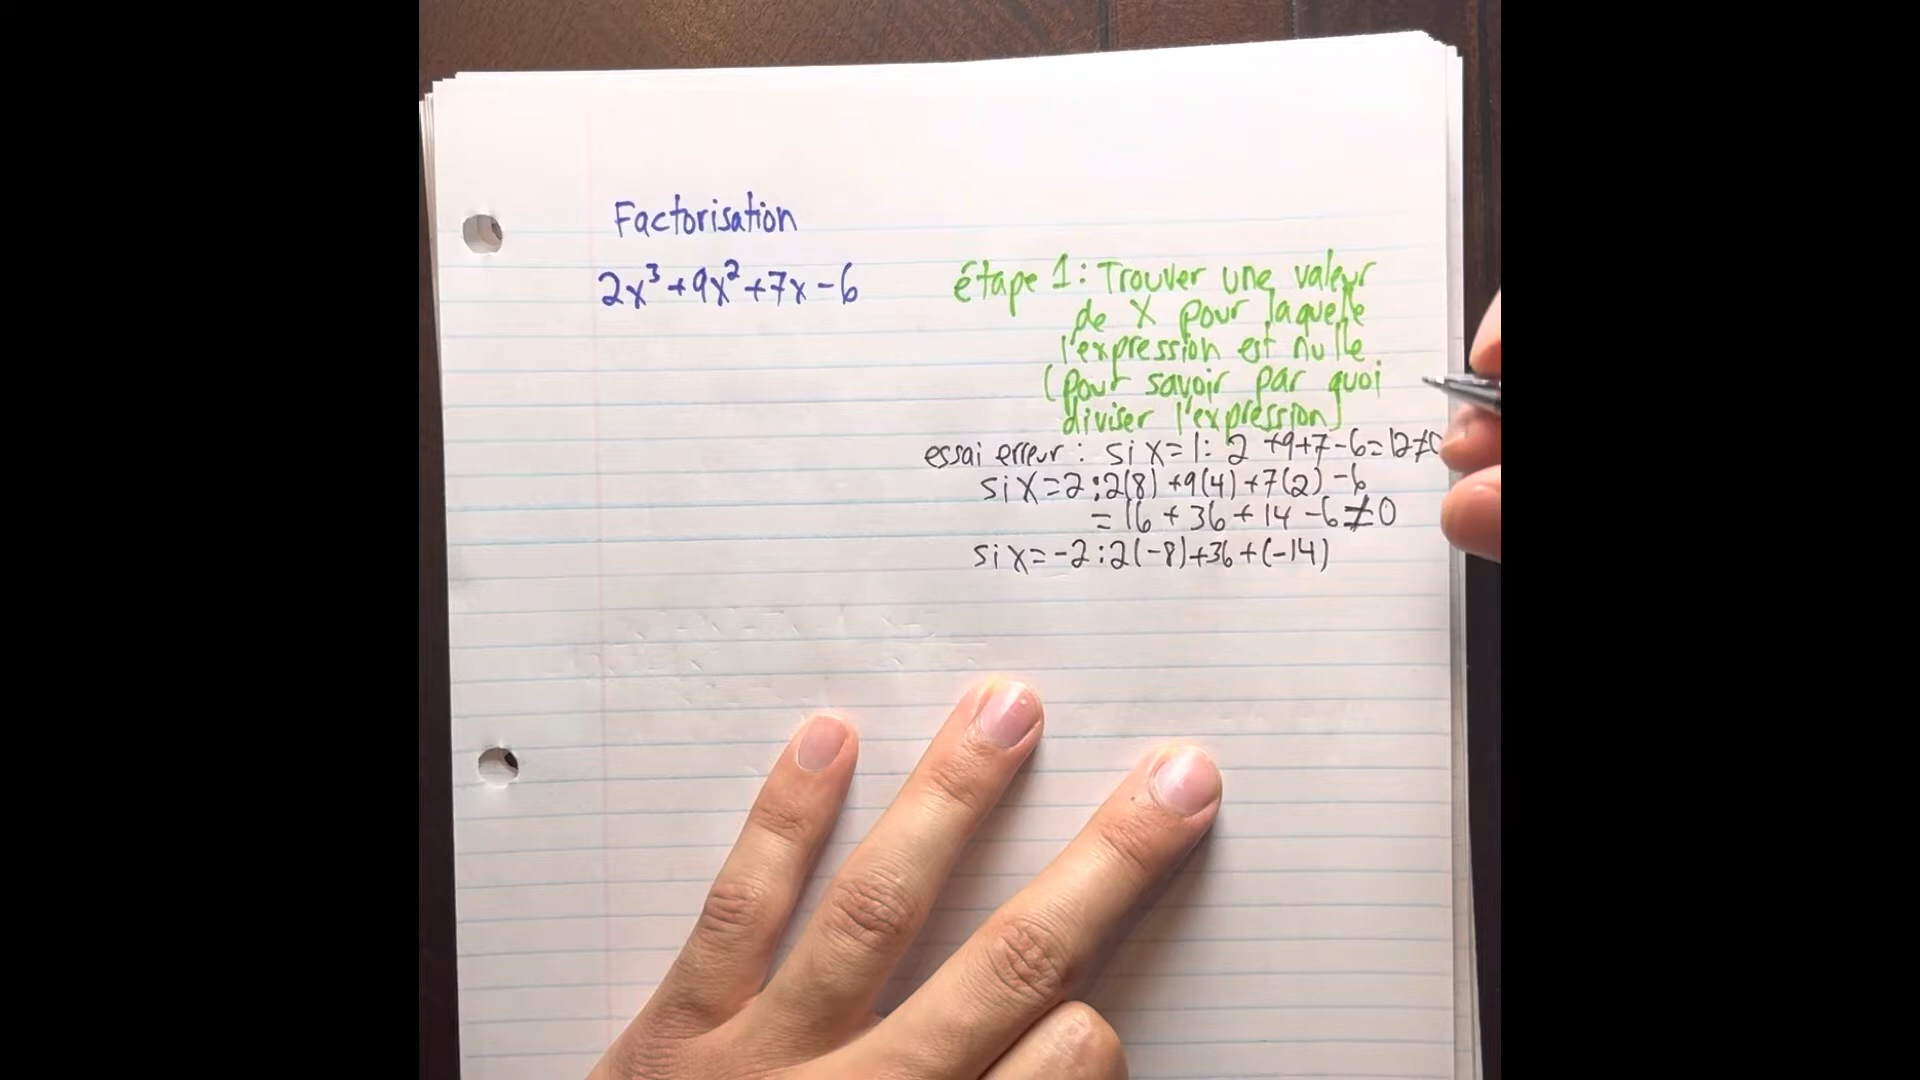 Factorisation
2x³+9x²+7x-6
étape 1: Trouver une valeur
de X pour laquelle
l'expression est nulle
(pour savoir par quoi
diviser l'expression)
essai erreur : si x=1: 2 +9+7-6=12≠0
si x=2:2(8)+9(4)+7(2)-6
=16+36+14-6≠0
si x=-2:2(-8)+36+(-14)